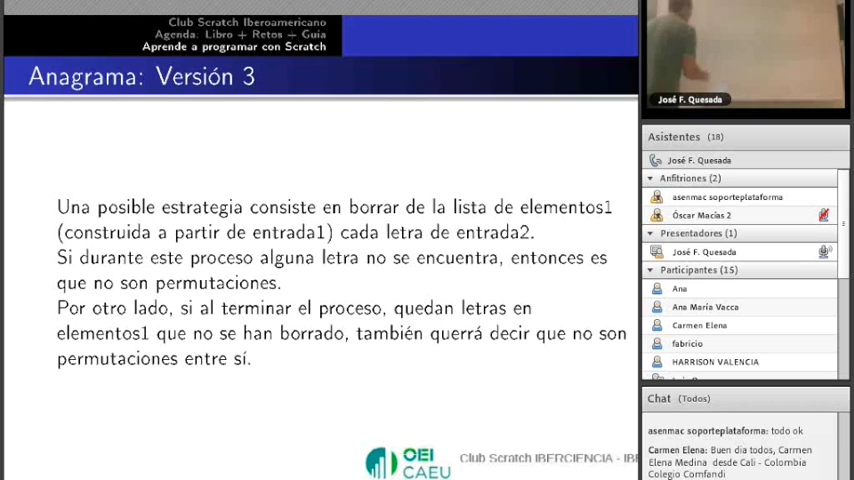 Club Scratch Iberoamericano
Agenda: Libro + Retos + Guía
Aprende a programar con Scratch
Anagrama: Versión 3
Una posible estrategia consiste en borrar de la lista de elementos1
(construida a partir de entrada1) cada letra de entrada2.
Si durante este proceso alguna letra no se encuentra, entonces es
que no son permutaciones.
Por otro lado, si al terminar el proceso, quedan letras en
elementos1 que no se han borrado, también querrá decir que no son
permutaciones entre sí.
OEI
CAEU
Club Scratch IBERCIENCIA - IBE
José F. Quesada
Asistentes (18)
José F. Quesada
Anfitriones (2)
asenmac soporteplataforma
Óscar Macías 2
Presentadores (1)
José F. Quesada
Participantes (15)
Ana
Ana María Vacca
Carmen Elena
fabricio
HARRISON VALENCIA
Chat (Todos)
asenmac soporteplataforma: todo ok
Carmen Elena: Buen dia todos, Carmen
Elena Medina desde Cali - Colombia
Colegio Comfandi